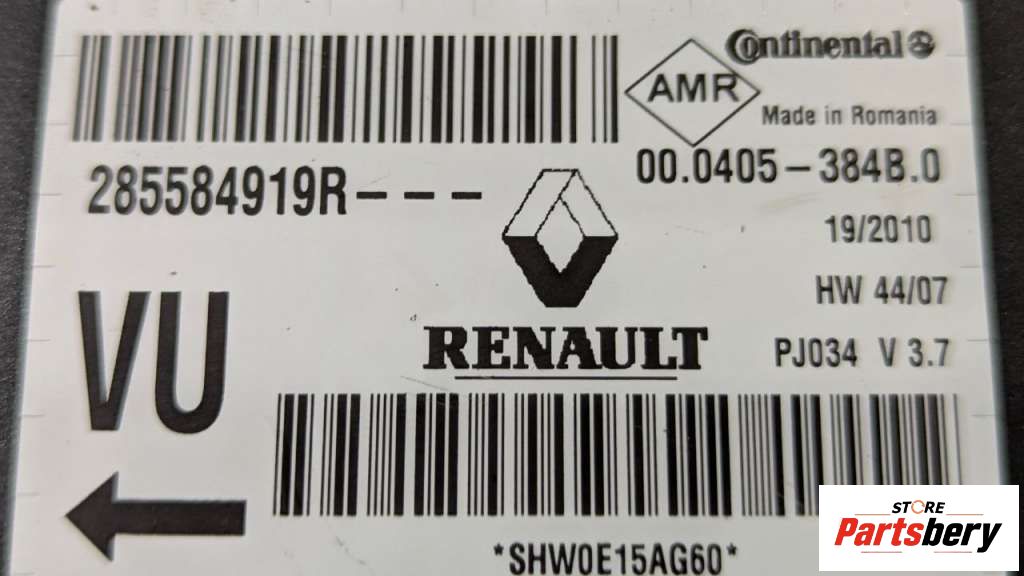 Continental
AMR
Made in Romania
285584919R---
00.0405-384B.0
19/2010
HW 44/07
VU
RENAULT
PJ034 V 3.7
*SHW0E15AG60*
STORE
Partsbery